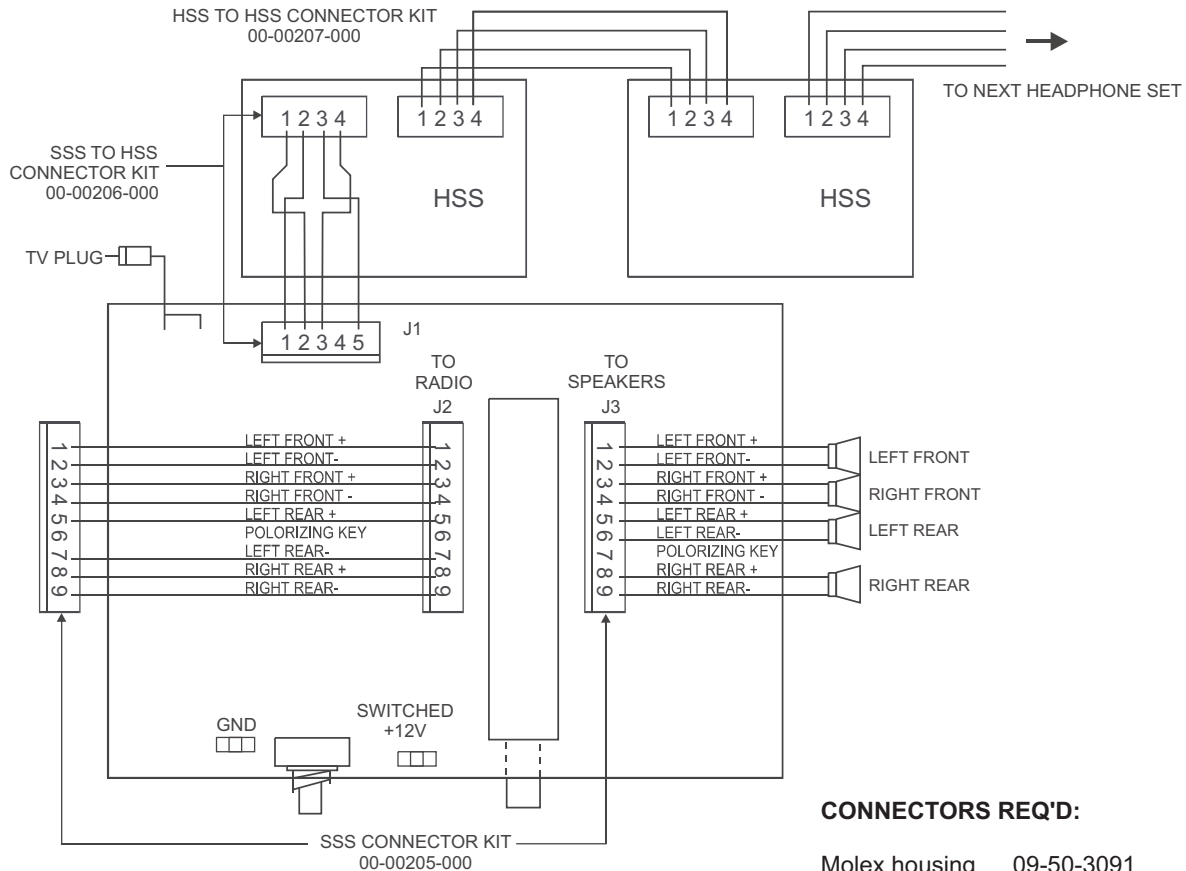 HSS TO HSS CONNECTOR KIT
00-00207-000
TO NEXT HEADPHONE SET
1 2 3 4
1 2 3 4
1 2 3 4
1 2 3 4
SSS TO HSS
CONNECTOR KIT
00-00206-000
HSS
HSS
TV PLUG
1 2 3 4 5
J1
TO
RADIO
J2
TO
SPEAKERS
J3
1
2
3
4
5
6
7
8
9
LEFT FRONT +
LEFT FRONT-
RIGHT FRONT +
RIGHT FRONT -
LEFT REAR +
POLORIZING KEY
LEFT REAR-
RIGHT REAR +
RIGHT REAR-
1
2
3
4
5
6
7
8
9
1
2
3
4
5
6
7
8
9
LEFT FRONT +
LEFT FRONT-
RIGHT FRONT +
RIGHT FRONT -
LEFT REAR +
LEFT REAR-
POLORIZING KEY
RIGHT REAR +
RIGHT REAR-
LEFT FRONT
RIGHT FRONT
LEFT REAR
RIGHT REAR
GND
SWITCHED
+12V
SSS CONNECTOR KIT
00-00205-000
CONNECTORS REQ'D:
Molex housing 09-50-3091